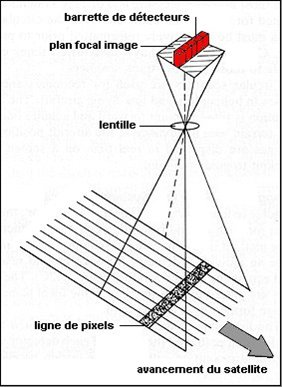 barrette de détecteurs
plan focal image
lentille
ligne de pixels
avancement du satellite